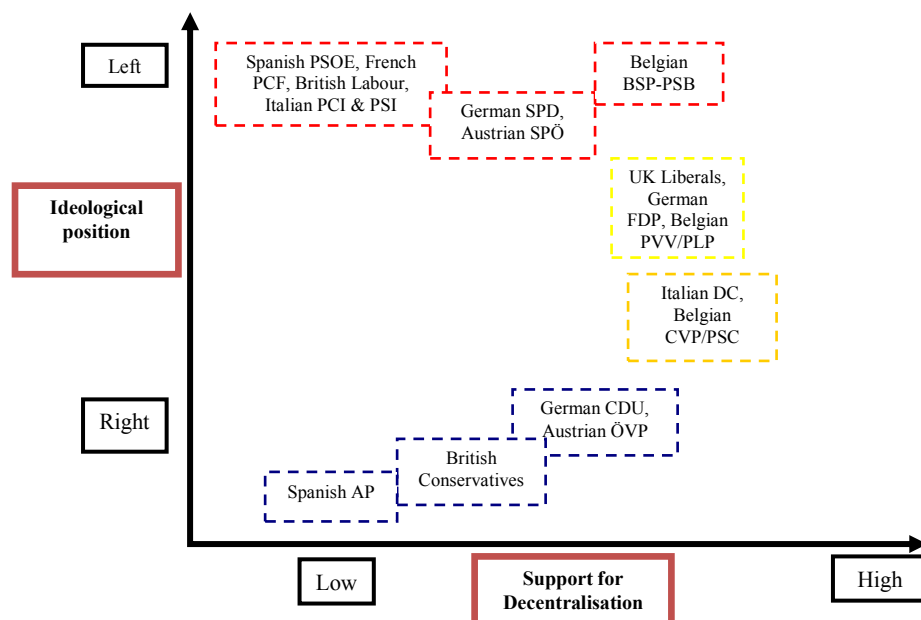 Left
Spanish PSOE, French
PCF, British Labour,
Italian PCI & PSI
Belgian
BSP-PSB
German SPD,
Austrian SPÖ
UK Liberals,
German
FDP, Belgian
PVV/PLP
Ideological
position
Italian DC,
Belgian
CVP/PSC
Right
German CDU,
Austrian ÖVP
British
Conservatives
Spanish AP
Low
Support for
Decentralisation
High